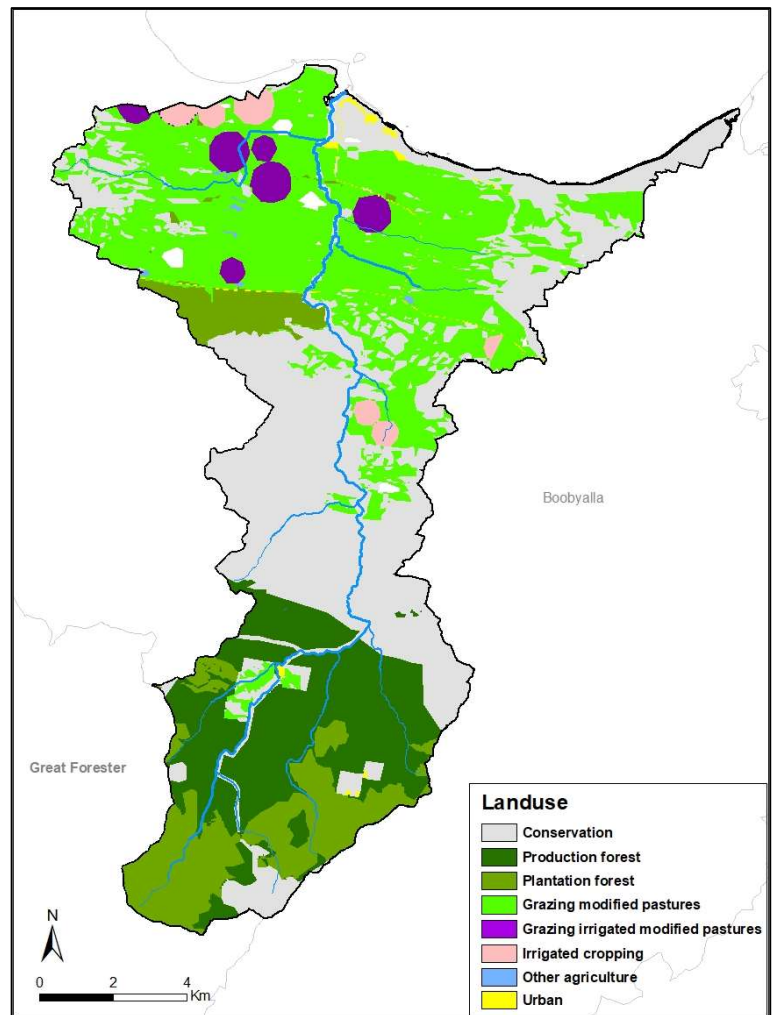 Boobyalla
Great Forester
N
0 2 4
Km
Landuse
Conservation
Production forest
Plantation forest
Grazing modified pastures
Grazing irrigated modified pastures
Irrigated cropping
Other agriculture
Urban